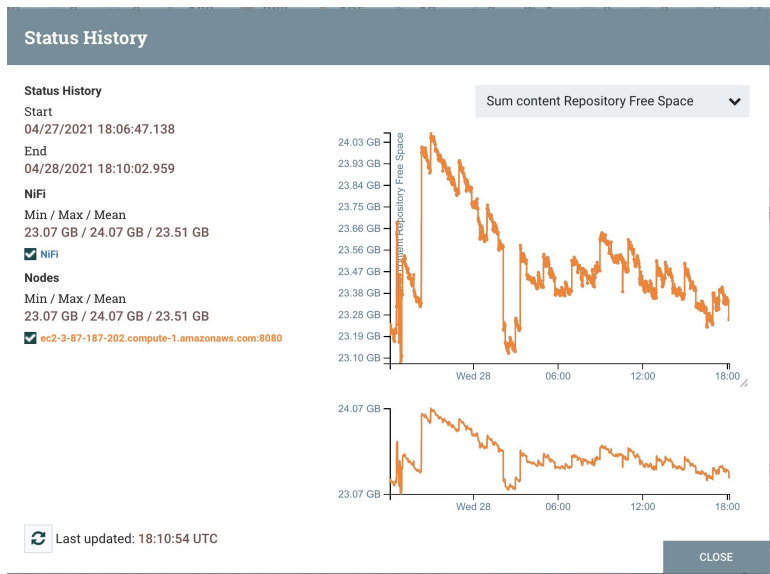 Status History
Status History
Start
04/27/2021 18:06:47.138
End
04/28/2021 18:10:02.959
NiFi
Min / Max / Mean
23.07 GB / 24.07 GB / 23.51 GB
NiFi
Nodes
Min / Max / Mean
23.07 GB / 24.07 GB / 23.51 GB
ec2-3-87-187-202.compute-1.amazonaws.com:8080
Sum content Repository Free Space
24.03 GB
23.93 GB
23.84 GB
23.75 GB
23.66 GB
23.56 GB
23.47 GB
23.38 GB
23.28 GB
23.19 GB
23.10 GB
Repository Free Space
Wed 28
06:00
12:00
18:00
24.07 GB
23.07 GB
Wed 28
06:00
12:00
18:00
Last updated: 18:10:54 UTC
CLOSE